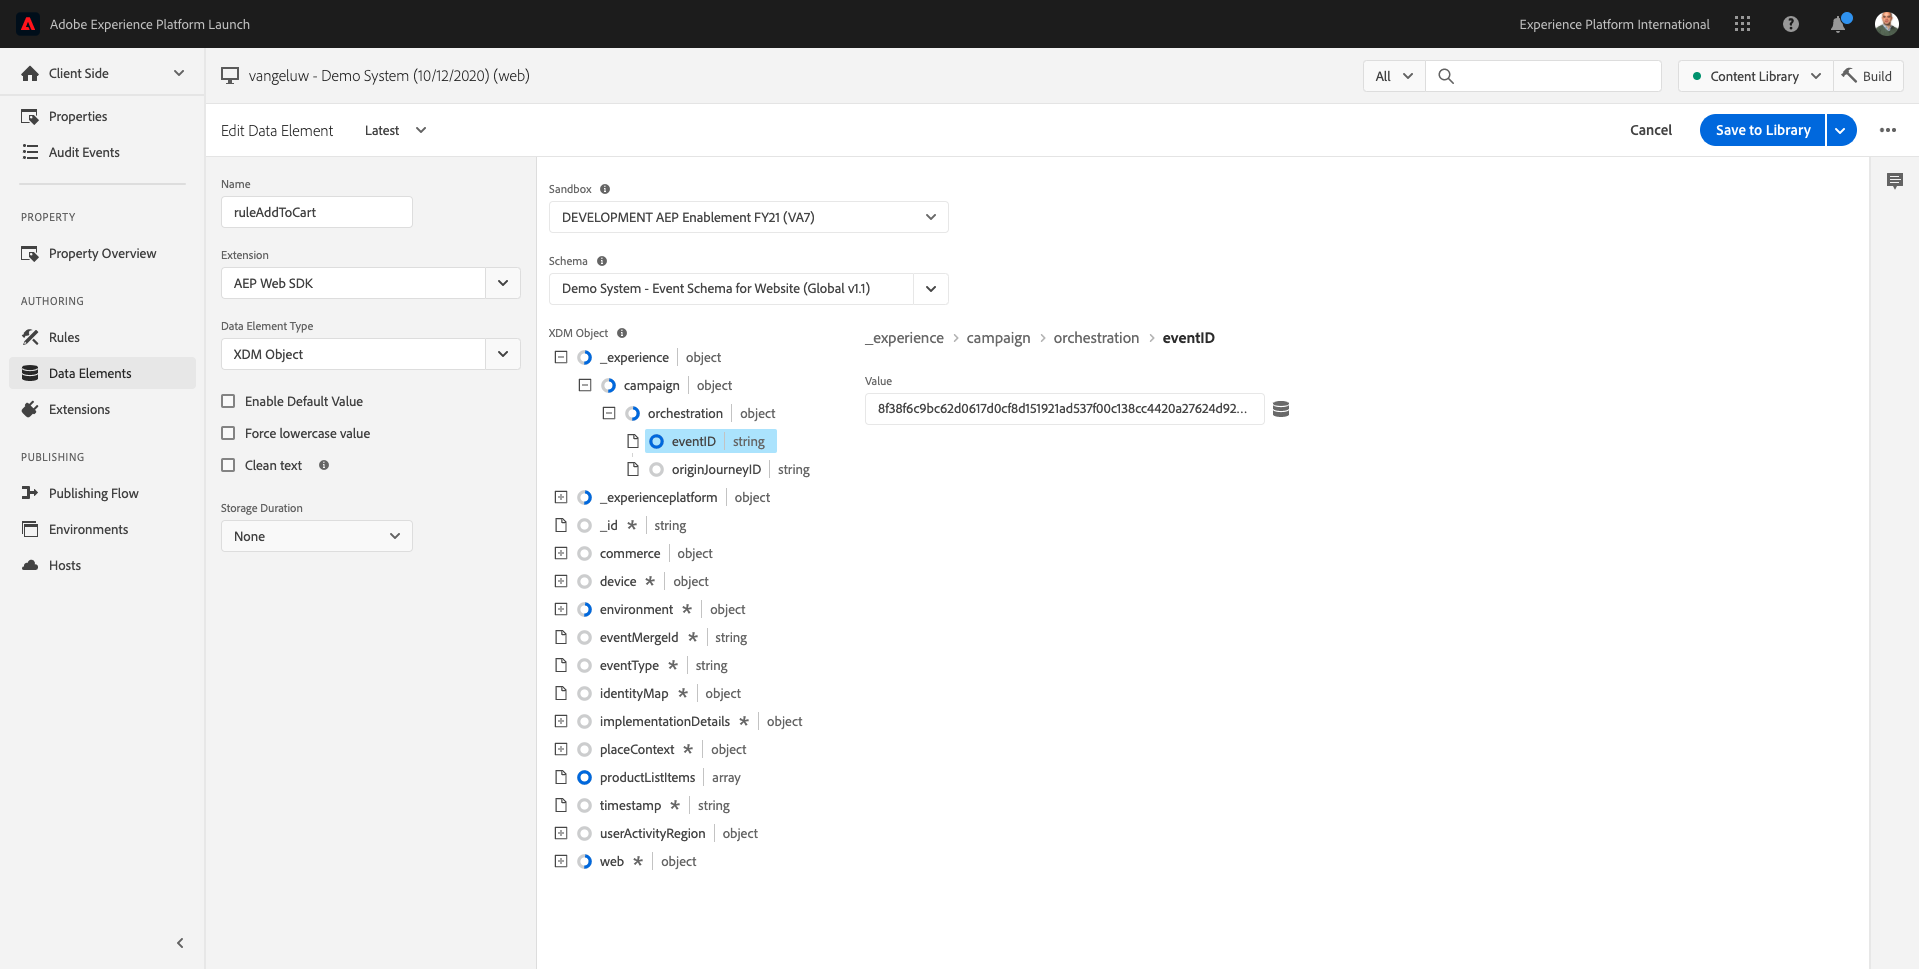 Adobe Experience Platform Launch
Experience Platform International
Client Side
vangeluw - Demo System (10/12/2020) (web)
All
Content Library
Build
Properties
Audit Events
Edit Data Element
Latest
Cancel
Save to Library
PROPERTY
Property Overview
AUTHORING
Rules
Data Elements
Extensions
PUBLISHING
Publishing Flow
Environments
Hosts
Name
ruleAddToCart
Extension
AEP Web SDK
Data Element Type
XDM Object
Enable Default Value
Force lowercase value
Clean text
Storage Duration
None
Sandbox
DEVELOPMENT AEP Enablement FY21 (VA7)
Schema
Demo System - Event Schema for Website (Global v1.1)
XDM Object
_experience object
campaign object
orchestration object
eventID string
originJourneyID string
_experienceplatform object
_id * string
commerce object
device * object
environment * object
eventMergeId * string
eventType * string
identityMap * object
implementationDetails * object
placeContext * object
productListItems array
timestamp * string
userActivityRegion object
web * object
_experience > campaign > orchestration > eventID
Value
8f38f6c9bc62d0617d0cf8d151921ad537f00c138cc4420a27624d92...